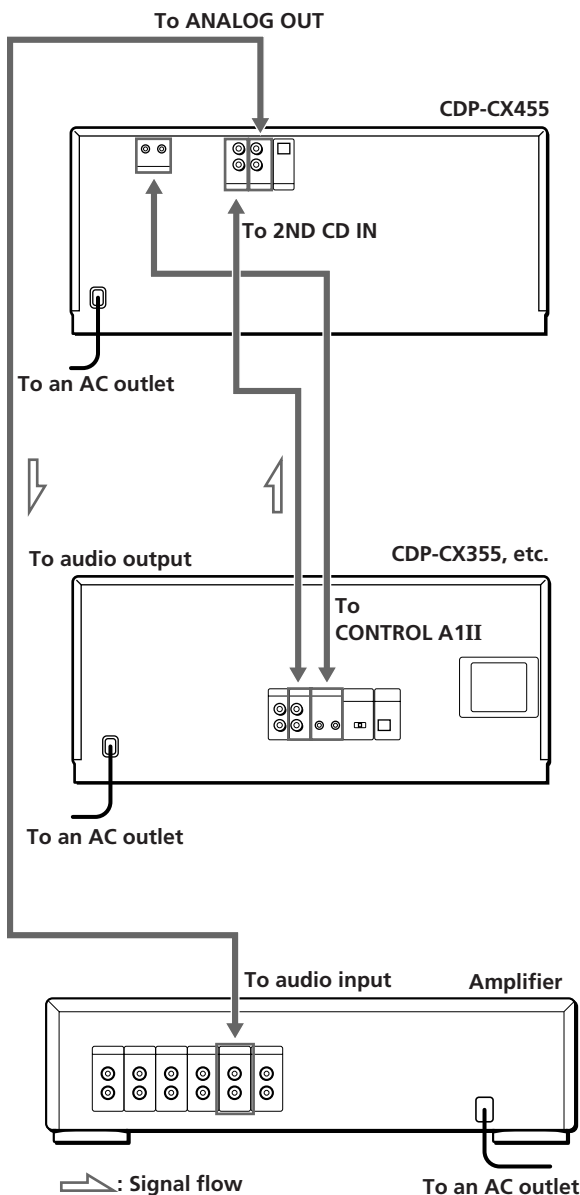 To ANALOG OUT
CDP-CX455
To 2ND CD IN
To an AC outlet
To audio output
CDP-CX355, etc.
To
CONTROL A1II
To an AC outlet
To audio input
Amplifier
: Signal flow
To an AC outlet